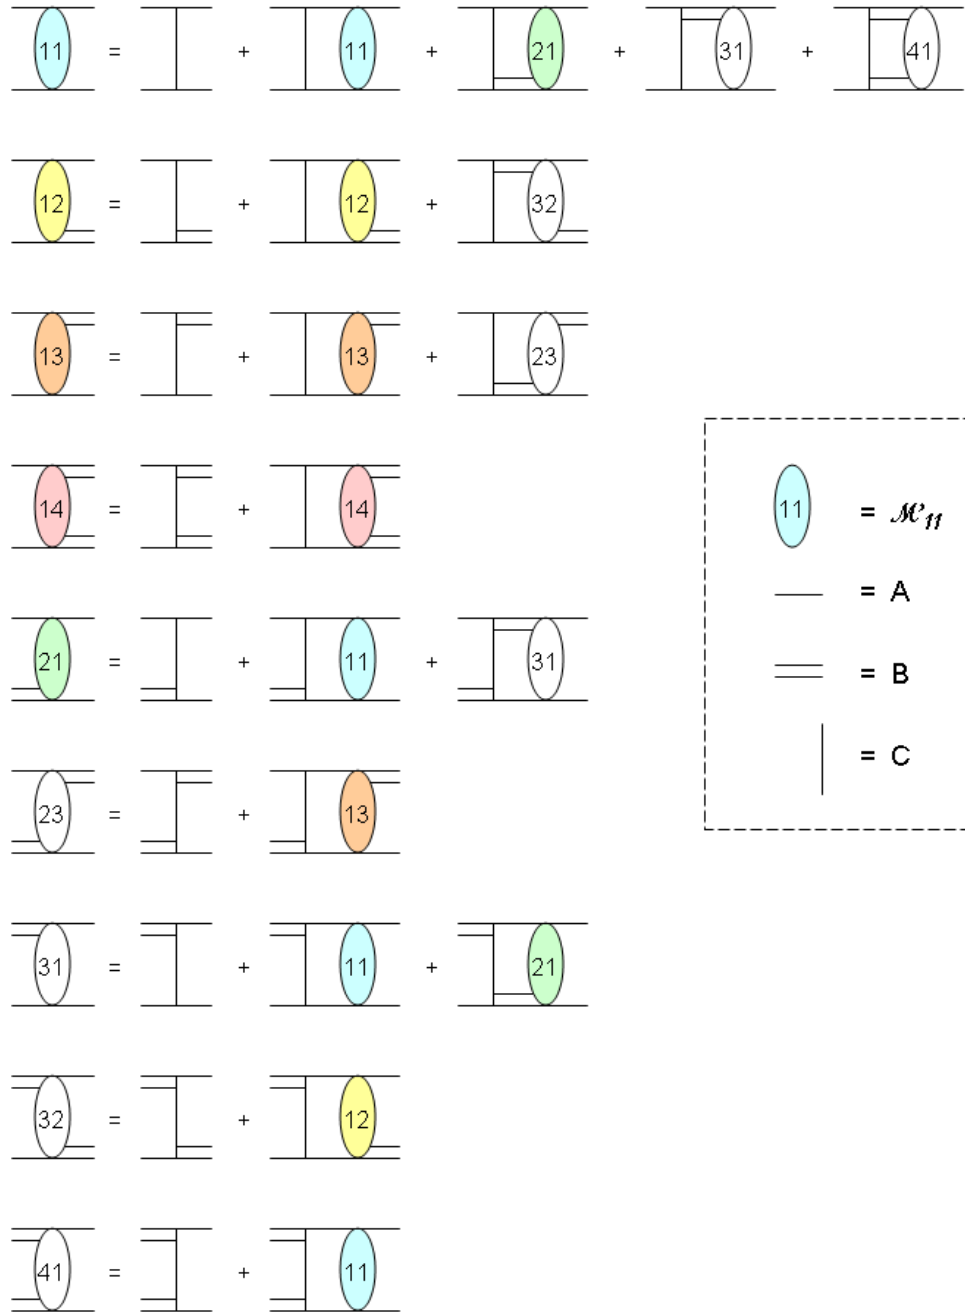 11 = + 11 + 21 + 31 + 41
12 = + 12 + 32
13 = + 13 + 23
14 = + 14
11 = ℳ11
= A
21 = + 11 + 31
= B
= C
23 = + 13
31 = + 11 + 21
32 = + 12
41 = + 11